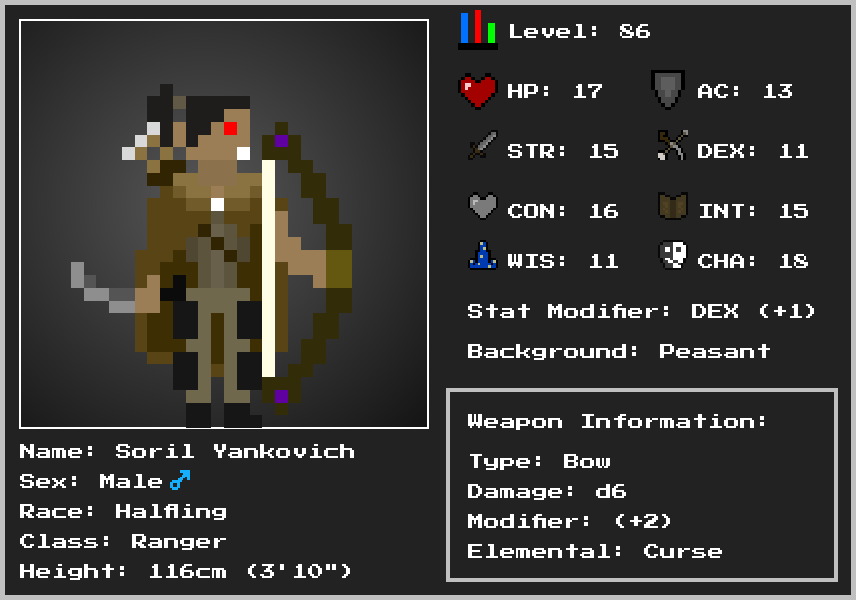 Level: 86
HP: 17 AC: 13
STR: 15 DEX: 11
CON: 16 INT: 15
WIS: 11 CHA: 18
Stat Modifier: DEX (+1)
Background: Peasant
Weapon Information:
Type: Bow
Damage: d6
Modifier: (+2)
Elemental: Curse
Name: Soril Yankovich
Sex: Male♂
Race: Halfling
Class: Ranger
Height: 116cm (3'10")